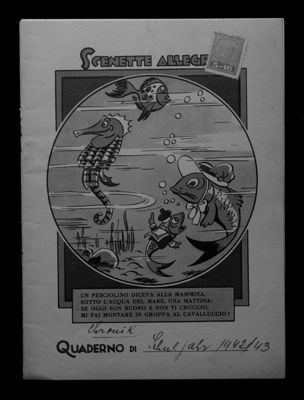 SCENETTE ALLEGRE
UN PESCIOLINO DICEVA ALLA MAMMINA,
SOTTO L'ACQUA DEL MARE, UNA MATTINA:
- SE OGGI SON BUONO E NON TI CRUCCIO,
MI FAI MONTARE IN GROPPA AL CAVALLUCCIO?
Chronik
QUADERNO DI Schuljahr 1942/43